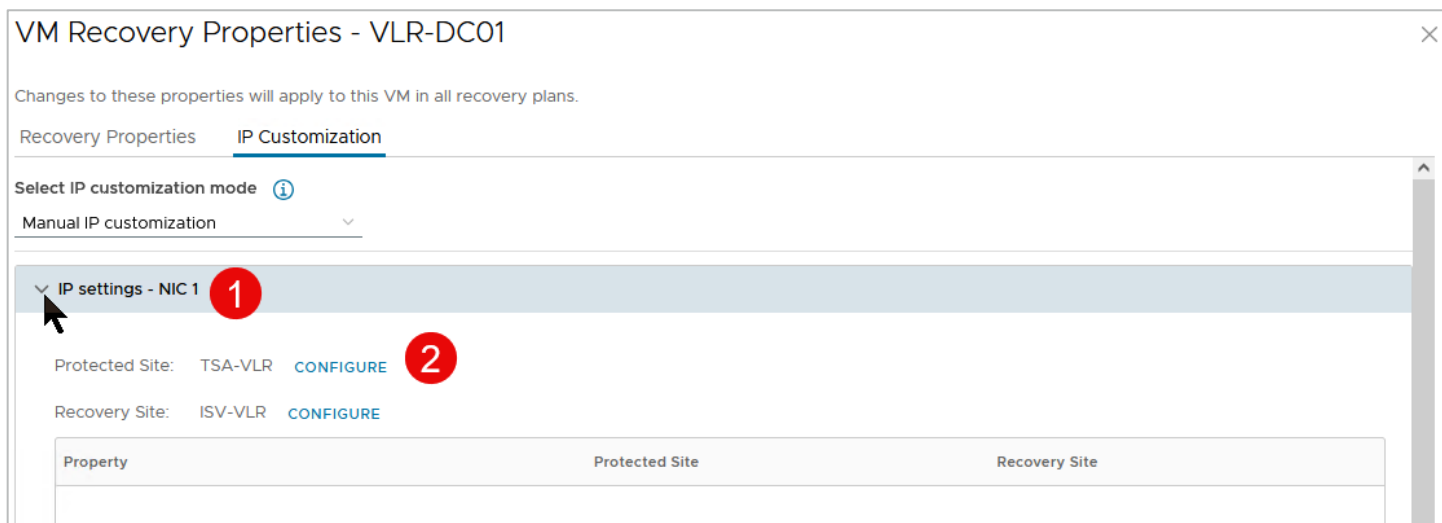 VM Recovery Properties - VLR-DC01
Changes to these properties will apply to this VM in all recovery plans.
Recovery Properties IP Customization
Select IP customization mode
Manual IP customization
IP settings - NIC 1 1
Protected Site: TSA-VLR CONFIGURE 2
Recovery Site: ISV-VLR CONFIGURE
Property Protected Site Recovery Site